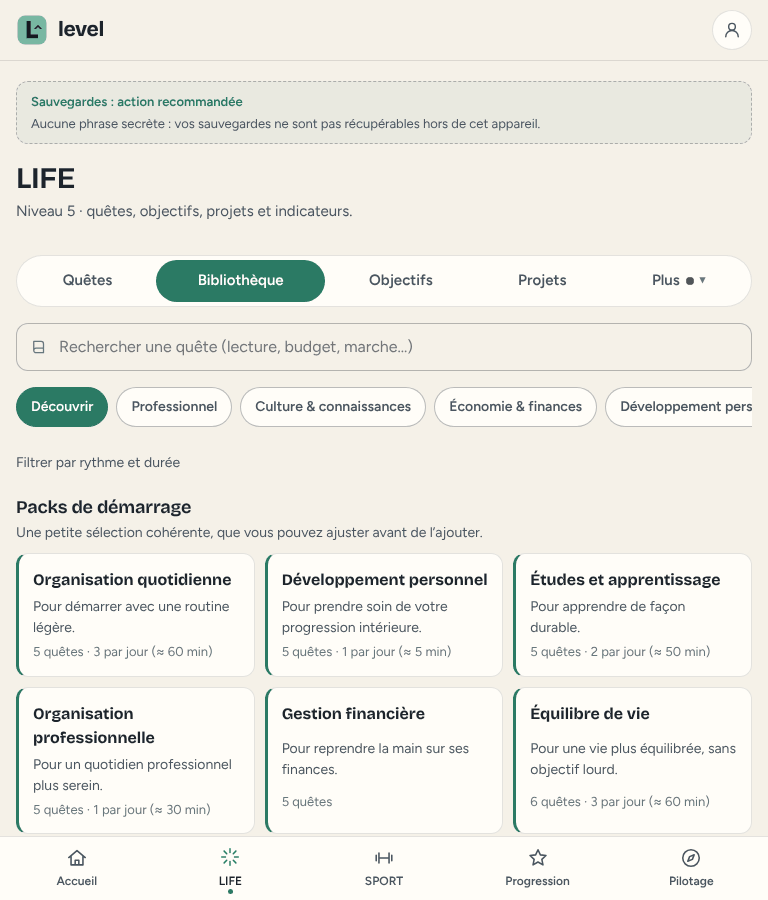 level
Sauvegardes : action recommandée
Aucune phrase secrète : vos sauvegardes ne sont pas récupérables hors de cet appareil.
LIFE
Niveau 5 · quêtes, objectifs, projets et indicateurs.
Quêtes
Bibliothèque
Objectifs
Projets
Plus
Rechercher une quête (lecture, budget, marche…)
Découvrir
Professionnel
Culture & connaissances
Économie & finances
Développement pers
Filtrer par rythme et durée
Packs de démarrage
Une petite sélection cohérente, que vous pouvez ajuster avant de l'ajouter.
Organisation quotidienne
Pour démarrer avec une routine
légère.
5 quêtes · 3 par jour (≈ 60 min)
Développement personnel
Pour prendre soin de votre
progression intérieure.
5 quêtes · 1 par jour (≈ 5 min)
Études et apprentissage
Pour apprendre de façon
durable.
5 quêtes · 2 par jour (≈ 50 min)
Organisation
professionnelle
Pour un quotidien professionnel
plus serein.
5 quêtes · 1 par jour (≈ 30 min)
Gestion financière
Pour reprendre la main sur ses
finances.
5 quêtes
Équilibre de vie
Pour une vie plus équilibrée, sans
objectif lourd.
6 quêtes · 3 par jour (≈ 60 min)
Accueil
LIFE
SPORT
Progression
Pilotage